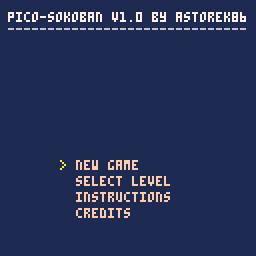 PICO-SOKOBAN V1.0 BY ASTOREK86
> NEW GAME
SELECT LEVEL
INSTRUCTIONS
CREDITS